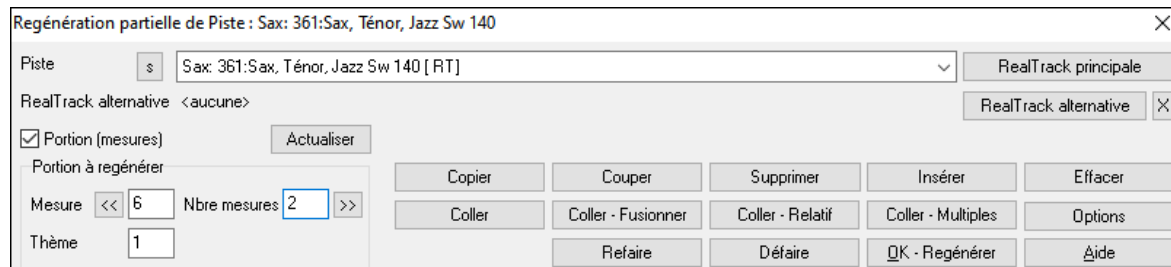 Regénération partielle de Piste : Sax: 361:Sax, Ténor, Jazz Sw 140
Piste s Sax: 361:Sax, Ténor, Jazz Sw 140 [ RT] RealTrack principale
RealTrack alternative <aucune> RealTrack alternative X
Portion (mesures) Actualiser
Portion à regénérer
Copier Couper Supprimer Insérer Effacer
Mesure << 6 Nbre mesures 2 >>
Coller Coller - Fusionner Coller - Relatif Coller - Multiples Options
Thème 1
Refaire Défaire OK - Regénérer Aide